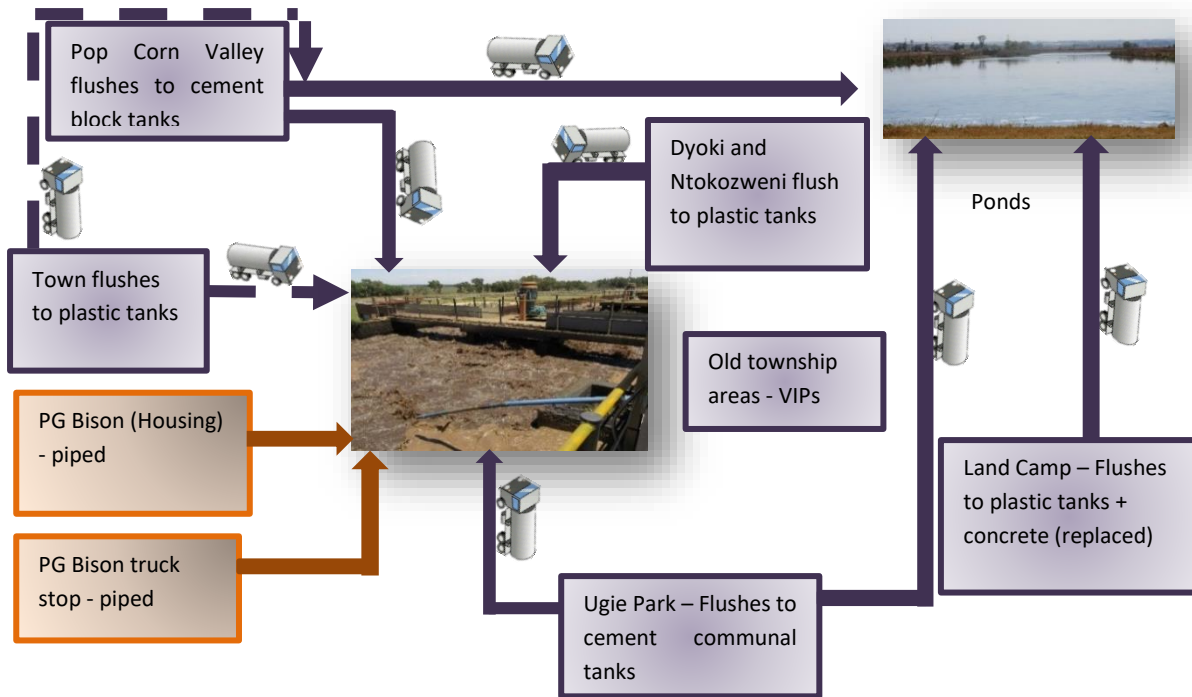 Pop Corn Valley
flushes to cement
block tanks
Dyoki and
Ntokozweni flush
to plastic tanks
Ponds
Town flushes
to plastic tanks
Old township
areas - VIPs
PG Bison (Housing)
- piped
Land Camp – Flushes
to plastic tanks +
concrete (replaced)
PG Bison truck
stop - piped
Ugie Park – Flushes to
cement communal
tanks